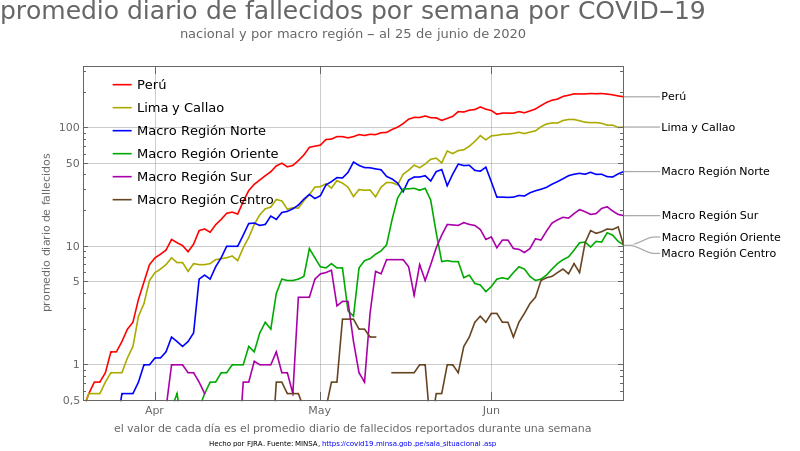 promedio diario de fallecidos por semana por COVID–19
nacional y por macro región – al 25 de junio de 2020
Perú
Lima y Callao
Macro Región Norte
Macro Región Oriente
Macro Región Sur
Macro Región Centro
promedio diario de fallecidos
100
50
10
5
1
0,5
Perú
Lima y Callao
Macro Región Norte
Macro Región Sur
Macro Región Oriente
Macro Región Centro
Apr May Jun
el valor de cada día es el promedio diario de fallecidos reportados durante una semana
Hecho por FJRA. Fuente: MINSA, https://covid19.minsa.gob.pe/sala_situacional.asp